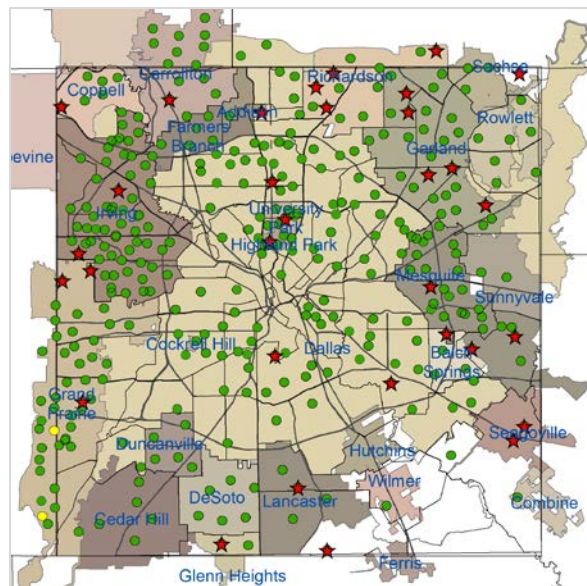 Sachse
Richardson
Carrollton
Coppell
Addison
Rowlett
Farmers
Branch
Garland
evine
Irving
University
Park
Highland Park
Mesquite
Sunnyvale
Cockrell Hill
Dallas
Balch
Springs
Grand
Prairie
Seagoville
Duncanville
Hutchins
Wilmer
DeSoto
Lancaster
Combine
Cedar Hill
Ferris
Glenn Heights